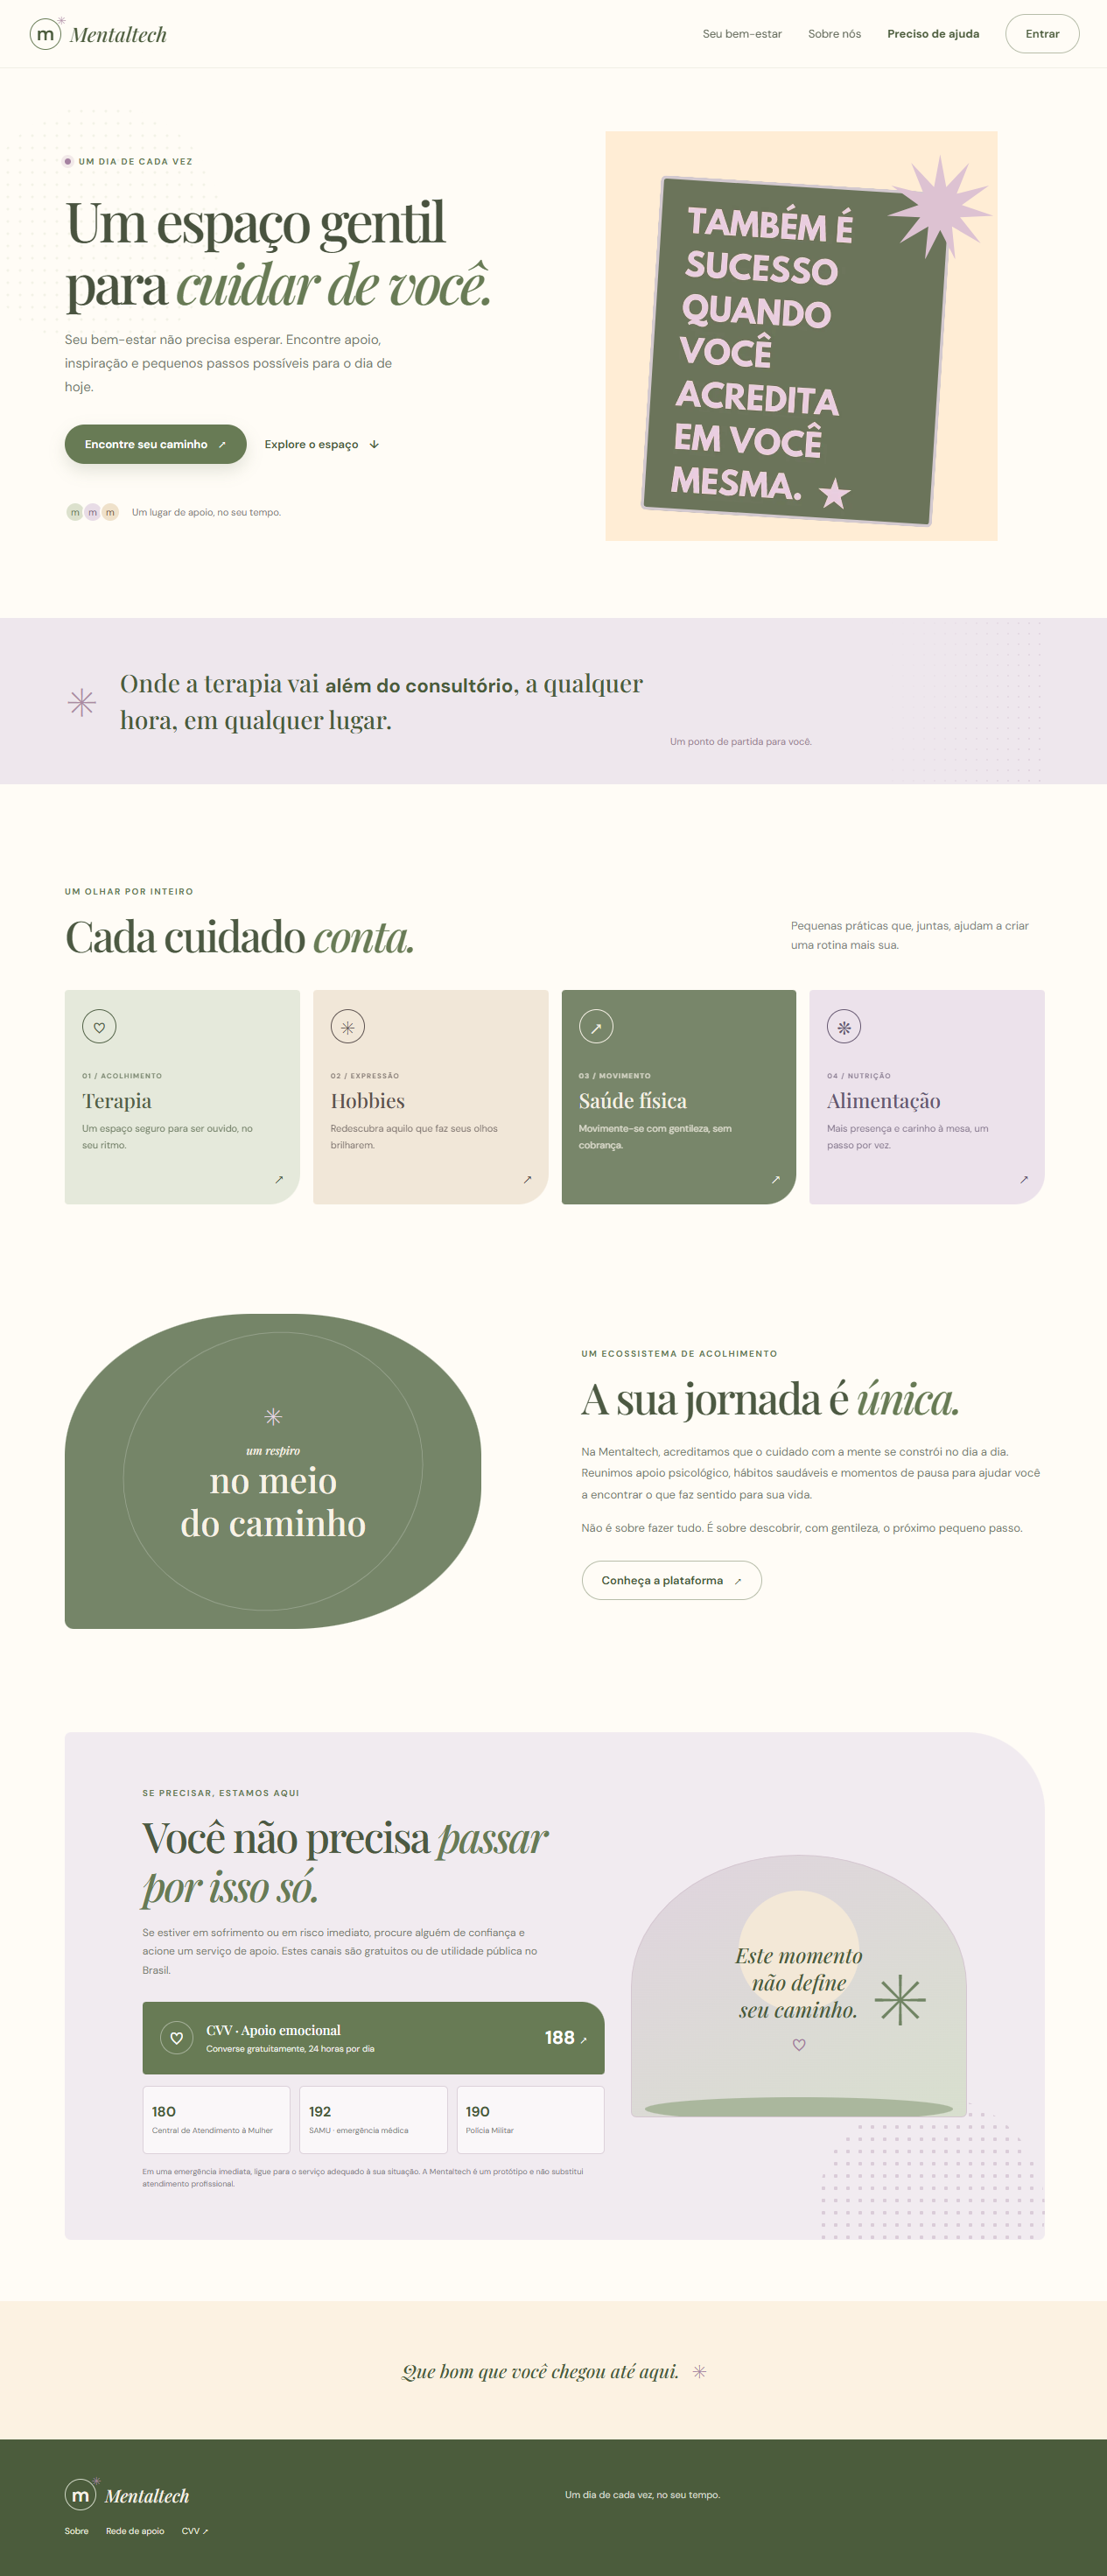 m Mentaltech
Seu bem-estar
Sobre nós
Preciso de ajuda
Entrar
UM DIA DE CADA VEZ
Um espaço gentil
para cuidar de você.
Seu bem-estar não precisa esperar. Encontre apoio,
inspiração e pequenos passos possíveis para o dia de
hoje.
Encontre seu caminho ↗
Explore o espaço ↓
m m m
Um lugar de apoio, no seu tempo.
TAMBÉM É
SUCESSO
QUANDO
VOCÊ
ACREDITA
EM VOCÊ
MESMA.
Onde a terapia vai além do consultório, a qualquer
hora, em qualquer lugar.
Um ponto de partida para você.
UM OLHAR POR INTEIRO
Cada cuidado conta.
Pequenas práticas que, juntas, ajudam a criar
uma rotina mais sua.
01 / ACOLHIMENTO
Terapia
Um espaço seguro para ser ouvido, no
seu ritmo.
↗
02 / EXPRESSÃO
Hobbies
Redescubra aquilo que faz seus olhos
brilharem.
↗
03 / MOVIMENTO
Saúde física
Movimente-se com gentileza, sem
cobrança.
↗
04 / NUTRIÇÃO
Alimentação
Mais presença e carinho à mesa, um
passo por vez.
↗
um respiro
no meio
do caminho
UM ECOSSISTEMA DE ACOLHIMENTO
A sua jornada é única.
Na Mentaltech, acreditamos que o cuidado com a mente se constrói no dia a dia.
Reunimos apoio psicológico, hábitos saudáveis e momentos de pausa para ajudar você
a encontrar o que faz sentido para sua vida.
Não é sobre fazer tudo. É sobre descobrir, com gentileza, o próximo pequeno passo.
Conheça a plataforma ↗
SE PRECISAR, ESTAMOS AQUI
Você não precisa passar
por isso só.
Se estiver em sofrimento ou em risco imediato, procure alguém de confiança e
acione um serviço de apoio. Estes canais são gratuitos ou de utilidade pública no
Brasil.
CVV · Apoio emocional
Converse gratuitamente, 24 horas por dia
188 ↗
180
Central de Atendimento à Mulher
192
SAMU · emergência médica
190
Polícia Militar
Em uma emergência imediata, ligue para o serviço adequado à sua situação. A Mentaltech é um protótipo e não substitui
atendimento profissional.
Este momento
não define
seu caminho.
Que bom que você chegou até aqui.
m Mentaltech
Um dia de cada vez, no seu tempo.
Sobre
Rede de apoio
CVV ↗